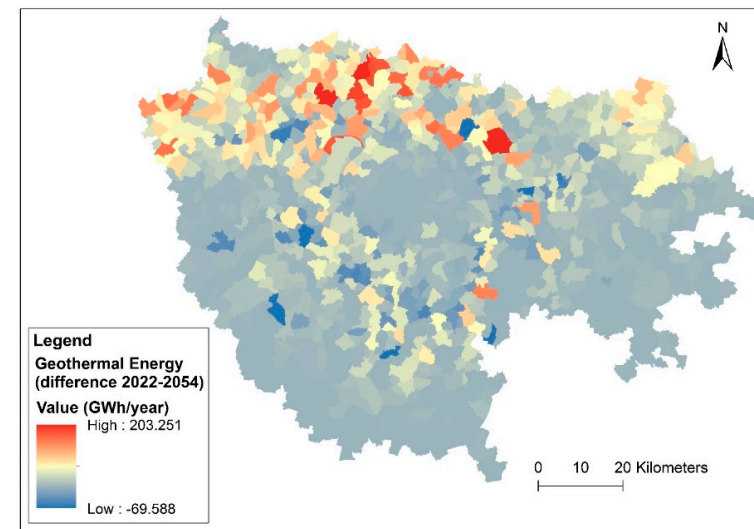 N
Legend
Geothermal Energy
(difference 2022-2054)
Value (GWh/year)
High : 203.251
Low : -69.588
0 10 20 Kilometers